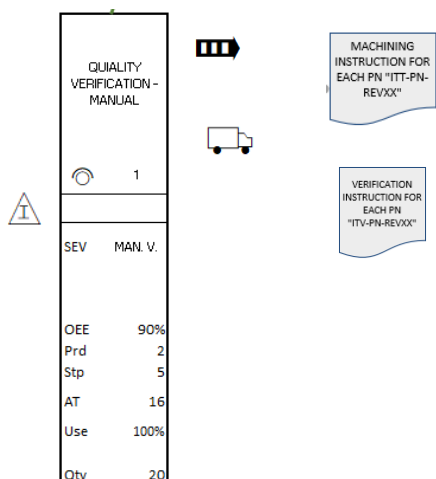 QUIALITY
VERIFICATION -
MANUAL
1
I
SEV MAN. V.
OEE 90%
Prd 2
Stp 5
AT 16
Use 100%
Qty 20
MACHINING
INSTRUCTION FOR
EACH PN "ITT-PN-
REVXX"
VERIFICATION
INSTRUCTION FOR
EACH PN
"ITV-PN-REVXX"